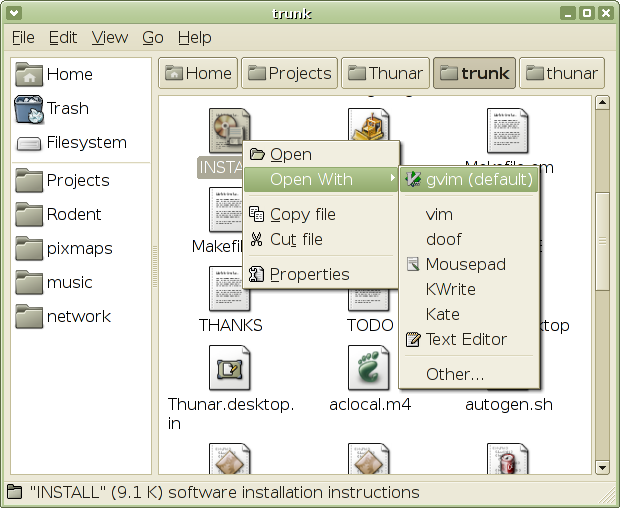 trunk
File Edit View Go Help
Home
Trash
Filesystem
Projects
Rodent
pixmaps
music
network
Home Projects Thunar trunk thunar
INST
Makefile.am
Makefil
THANKS
TODO
Thunar.desktop.
in
aclocal.m4
autogen.sh
Open
Open With
Copy file
Cut file
Properties
gvim (default)
vim
doof
Mousepad
KWrite
Kate
Text Editor
Other...
"INSTALL" (9.1 K) software installation instructions